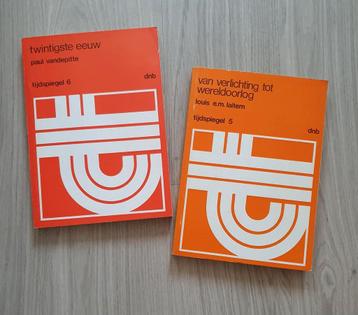 twintigste eeuw
paul vandepitte
tijdspiegel 6
dnb
van verlichting tot
wereldoorlog
louis e.m. laitem
tijdspiegel 5
dnb